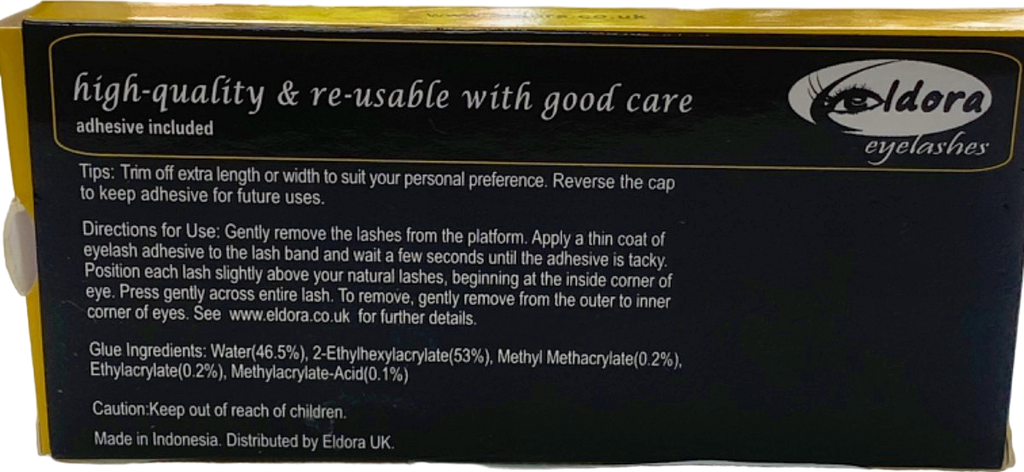 www.eldora.co.uk
high-quality & re-usable with good care
adhesive included
eldora
eyelashes
Tips: Trim off extra length or width to suit your personal preference. Reverse the cap
to keep adhesive for future uses.
Directions for Use: Gently remove the lashes from the platform. Apply a thin coat of
eyelash adhesive to the lash band and wait a few seconds until the adhesive is tacky.
Position each lash slightly above your natural lashes, beginning at the inside corner of
eye. Press gently across entire lash. To remove, gently remove from the outer to inner
corner of eyes. See www.eldora.co.uk for further details.
Glue Ingredients: Water(46.5%), 2-Ethylhexylacrylate(53%), Methyl Methacrylate(0.2%),
Ethylacrylate(0.2%), Methylacrylate-Acid(0.1%)
Caution:Keep out of reach of children.
Made in Indonesia. Distributed by Eldora UK.